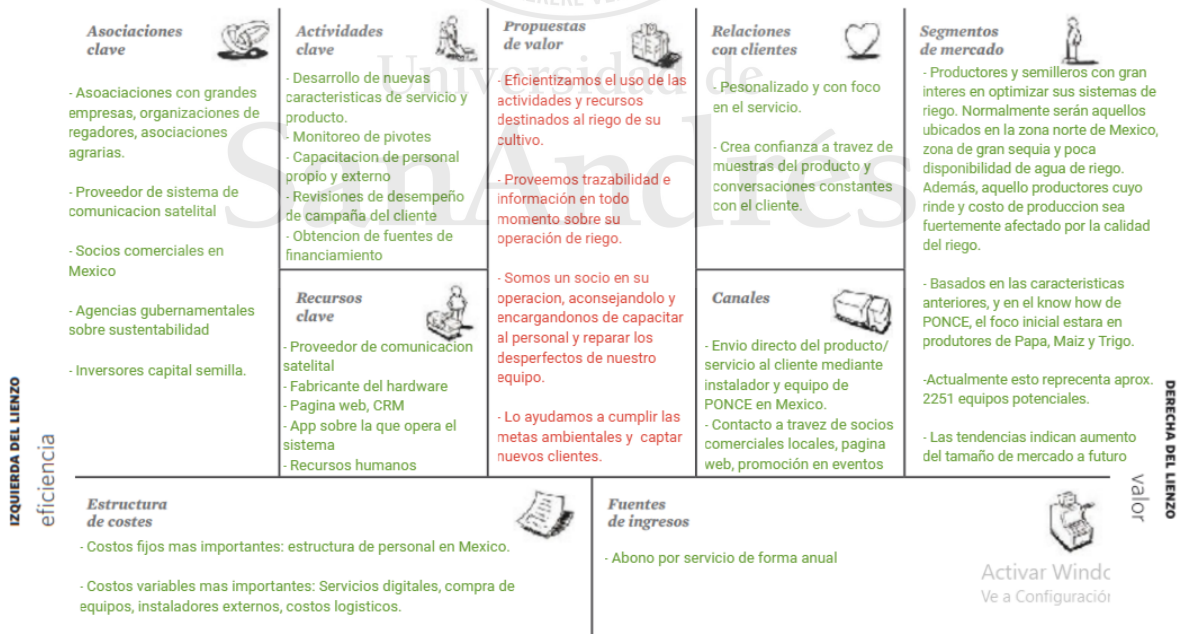 Asociaciones
clave
- Asoaciaciones con grandes
empresas, organizaciones de
regadores, asociaciones
agrarias.
- Proveedor de sistema de
comunicacion satelital
- Socios comerciales en
Mexico
- Agencias gubernamentales
sobre sustentabilidad
- Inversores capital semilla.
Actividades
clave
- Desarrollo de nuevas
caracteristicas de servicio y
producto.
- Monitoreo de pivotes
- Capacitacion de personal
propio y externo
- Revisiones de desempeño
de campaña del cliente
- Obtencion de fuentes de
financiamiento
Recursos
clave
- Proveedor de comunicacion
satelital
- Fabricante del hardware
- Pagina web, CRM
- App sobre la que opera el
sistema
- Recursos humanos
Propuestas
de valor
- Eficientizamos el uso de las
actividades y recursos
destinados al riego de su
cultivo.
- Proveemos trazabilidad e
información en todo
momento sobre su
operación de riego.
- Somos un socio en su
operacion, aconsejandolo y
encargandonos de capacitar
al personal y reparar los
desperfectos de nuestro
equipo.
- Lo ayudamos a cumplir las
metas ambientales y captar
nuevos clientes.
Relaciones
con clientes
- Pesonalizado y con foco
en el servicio.
- Crea confianza a travez de
muestras del producto y
conversaciones constantes
con el cliente.
Canales
- Envio directo del producto/
servicio al cliente mediante
instalador y equipo de
PONCE en Mexico.
- Contacto a travez de socios
comerciales locales, pagina
web, promoción en eventos
Segmentos
de mercado
- Productores y semilleros con gran
interes en optimizar sus sistemas de
riego. Normalmente serán aquellos
ubicados en la zona norte de Mexico,
zona de gran sequia y poca
disponibilidad de agua de riego.
Además, aquello productores cuyo
rinde y costo de produccion sea
fuertemente afectado por la calidad
del riego.
- Basados en las caracteristicas
anteriores, y en el know how de
PONCE, el foco inicial estara en
produtores de Papa, Maiz y Trigo.
-Actualmente esto reprecenta aprox.
2251 equipos potenciales.
- Las tendencias indican aumento
del tamaño de mercado a futuro
Estructura
de costes
- Costos fijos mas importantes: estructura de personal en Mexico.
- Costos variables mas importantes: Servicios digitales, compra de
equipos, instaladores externos, costos logisticos.
Fuentes
de ingresos
- Abono por servicio de forma anual
IZQUIERDA DEL LIENZO
eficiencia
DERECHA DEL LIENZO
valor
Universidad de
SanAndrés
Activar Windo
Ve a Configuración